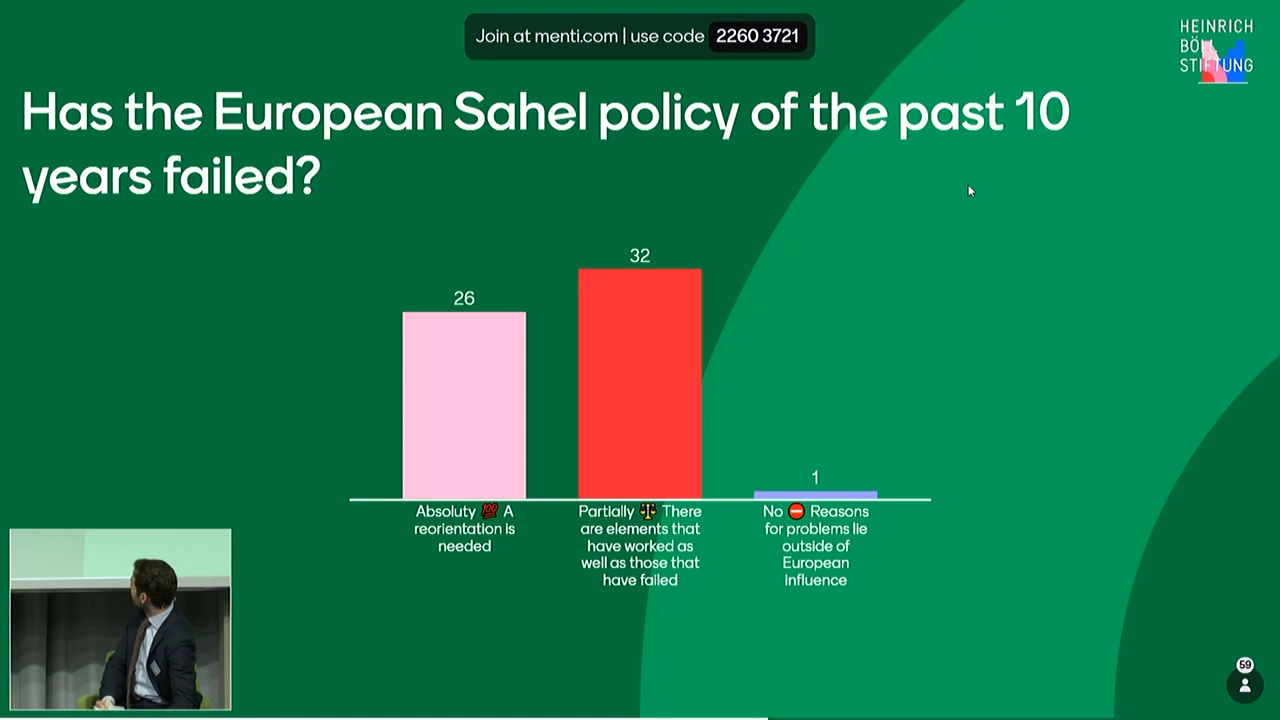 Join at menti.com | use code 2260 3721
HEINRICH
BÖLL
STIFTUNG
Has the European Sahel policy of the past 10
years failed?
26
32
1
Absoluty 💯 A
reorientation is
needed
Partially ⚖️ There
are elements that
have worked as
well as those that
have failed
No ⛔ Reasons
for problems lie
outside of
European
influence
59